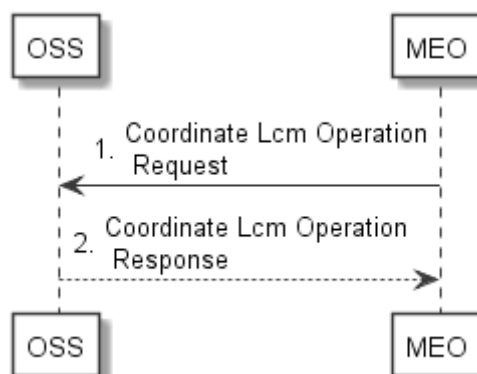 OSS MEO
1. Coordinate Lcm Operation
Request
2. Coordinate Lcm Operation
Response
OSS MEO